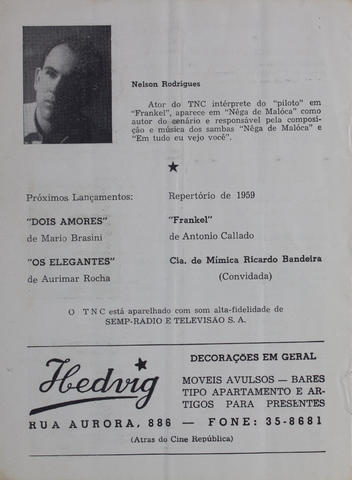 Nelson Rodrigues
Ator do TNC intérprete do "piloto" em
"Frankel", aparece em "Nêga de Malóca" como
autor do cenário e responsável pela composi-
ção e música dos sambas "Nêga de Malóca" e
"Em tudo eu vejo você".
Próximos Lançamentos:
"DOIS AMORES"
de Mario Brasini
"OS ELEGANTES"
de Aurimar Rocha
Repertório de 1959
"Frankel"
de Antonio Callado
Cia. de Mímica Ricardo Bandeira
(Convidada)
O TNC está aparelhado com som alta-fidelidade de
SEMP-RÁDIO E TELEVISÃO S. A.
Hedvig
DECORAÇÕES EM GERAL
MOVEIS AVULSOS — BARES
TIPO APARTAMENTO E AR-
TIGOS PARA PRESENTES
RUA AURORA, 886 — FONE: 35-8681
(Atras do Cine República)